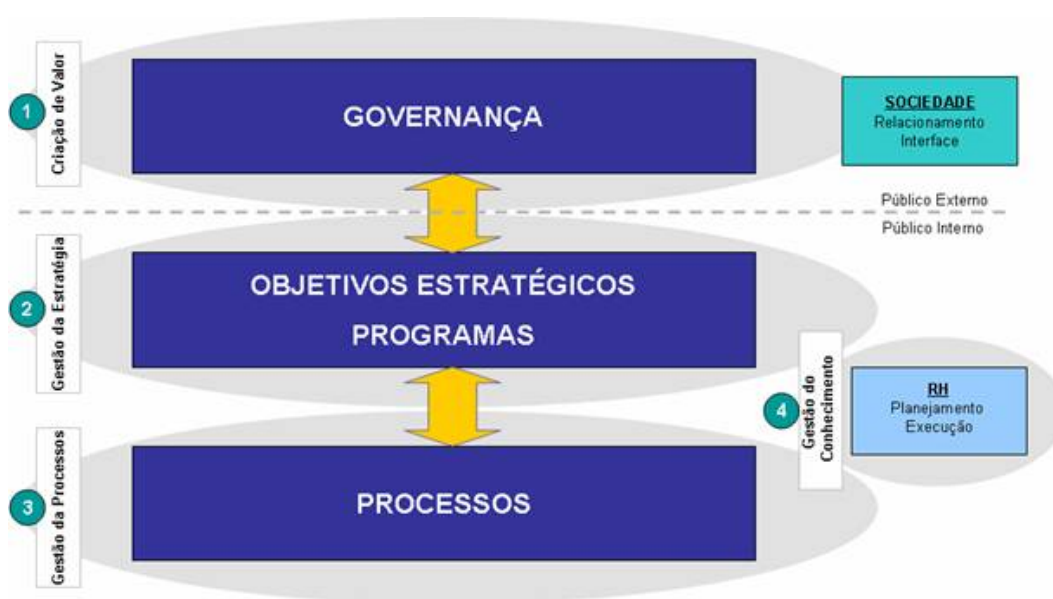 1
Criação de Valor
GOVERNANÇA
SOCIEDADE
Relacionamento
Interface
Público Externo
Público Interno
2
Gestão da Estratégia
OBJETIVOS ESTRATÉGICOS
PROGRAMAS
4
Gestão do
Conhecimento
RH
Planejamento
Execução
3
Gestão da Processos
PROCESSOS